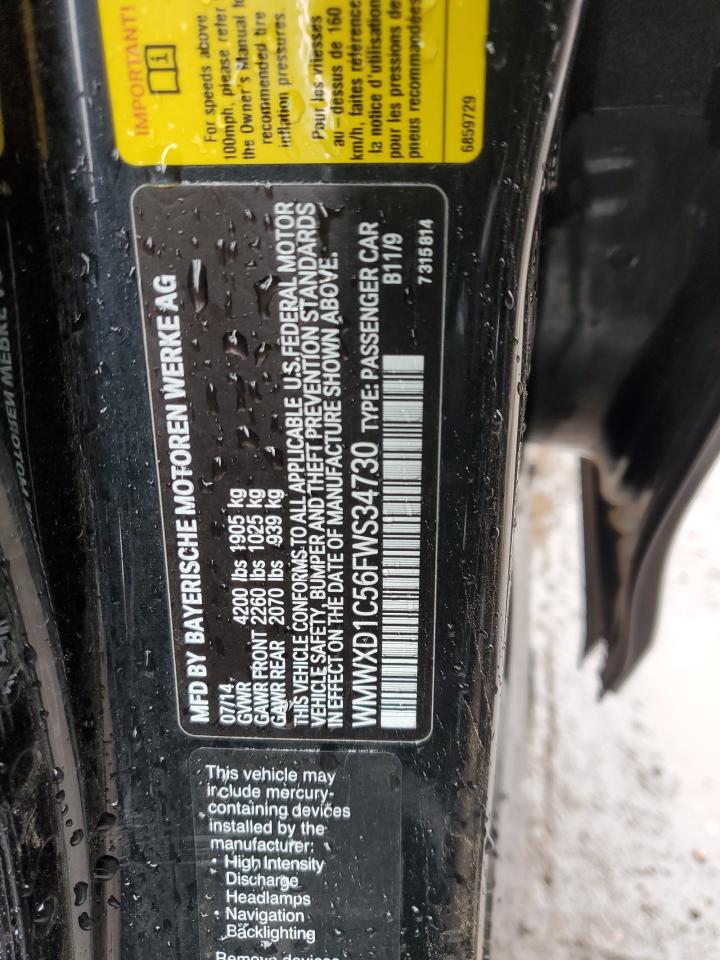 IMPORTANT!
For speeds above
100mph, please refer
the Owner's Manual
recommended tire
inflation pressures.
Pour les vitesses
au-dessus de 160
km/h, faites référence
la notice d'utilisation
pour les pressions de
pneus recommandées
6859729
MFD BY BAYERISCHE MOTOREN WERKE AG
07/14
GVWR 4200 lbs 1905 kg
GAWR FRONT 2260 lbs 1025 kg
GAWR REAR 2070 lbs 939 kg
THIS VEHICLE CONFORMS TO ALL APPLICABLE U.S. FEDERAL MOTOR
VEHICLE SAFETY, BUMPER AND THEFT PREVENTION STANDARDS
IN EFFECT ON THE DATE OF MANUFACTURE SHOWN ABOVE.
WMWXD1C56FWS34730 TYPE: PASSENGER CAR
B11/9
7315814
This vehicle may
include mercury-
containing devices
installed by the
manufacturer:
• High Intensity
Discharge
Headlamps
• Navigation
Backlighting
Remove devices